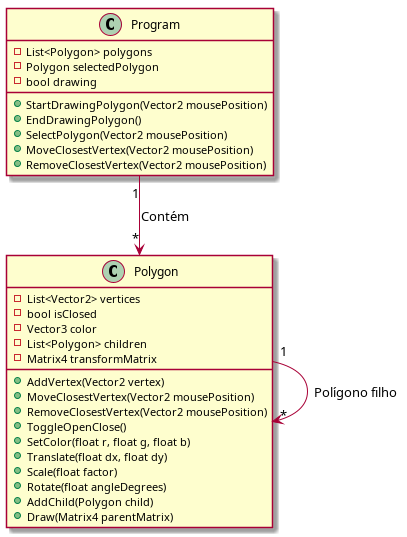 C Program
List<Polygon> polygons
Polygon selectedPolygon
bool drawing
StartDrawingPolygon(Vector2 mousePosition)
EndDrawingPolygon()
SelectPolygon(Vector2 mousePosition)
MoveClosestVertex(Vector2 mousePosition)
RemoveClosestVertex(Vector2 mousePosition)
1
Contém
*
C Polygon
List<Vector2> vertices
bool isClosed
Vector3 color
List<Polygon> children
Matrix4 transformMatrix
AddVertex(Vector2 vertex)
MoveClosestVertex(Vector2 mousePosition)
RemoveClosestVertex(Vector2 mousePosition)
ToggleOpenClose()
SetColor(float r, float g, float b)
Translate(float dx, float dy)
Scale(float factor)
Rotate(float angleDegrees)
AddChild(Polygon child)
Draw(Matrix4 parentMatrix)
1
Polígono filho
*